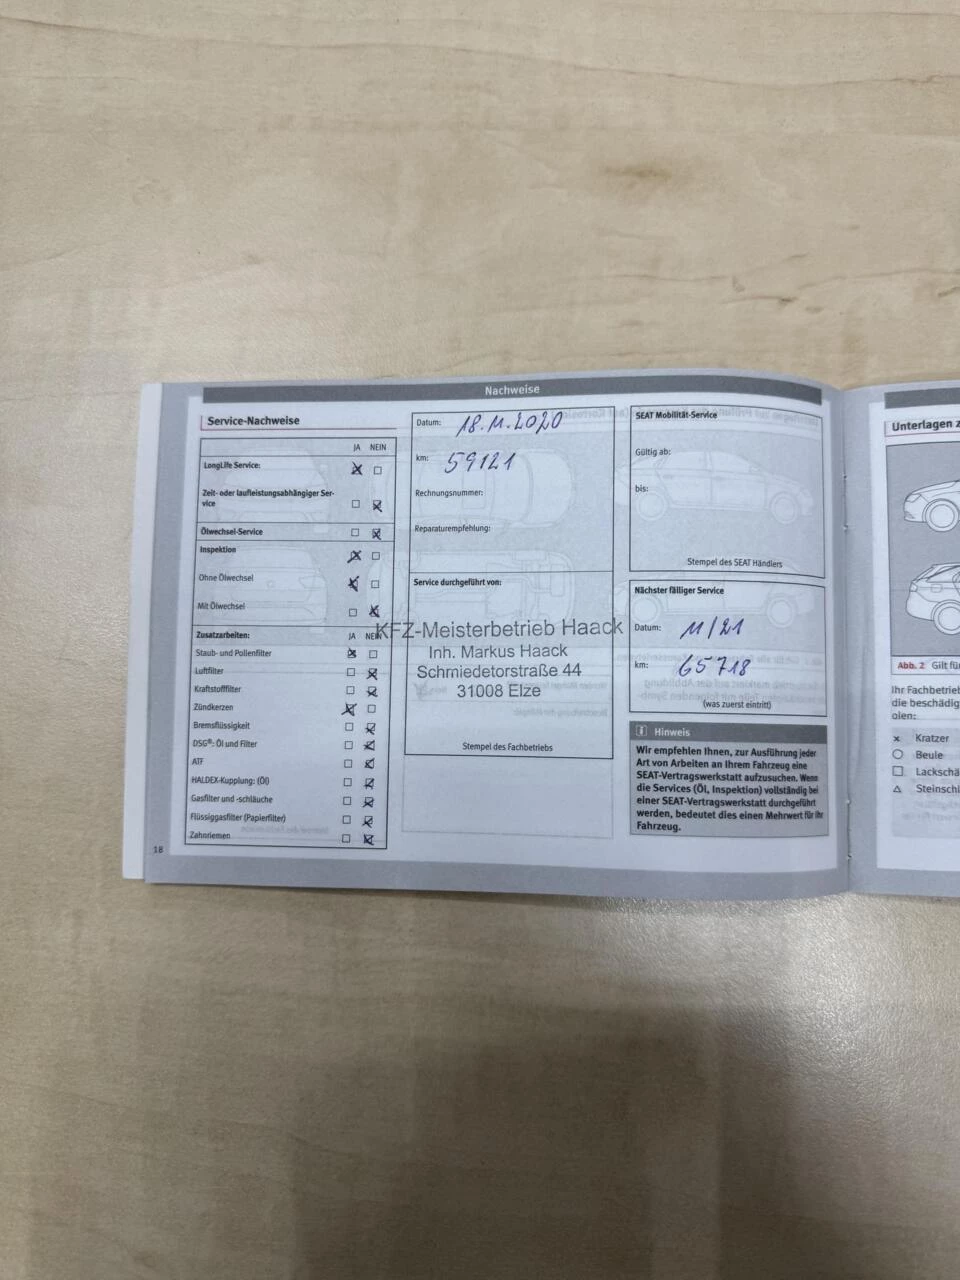 Nachweise
Service-Nachweise
JA NEIN
LongLife Service:
Zeit- oder laufleistungsabhängiger Ser-
vice
Ölwechsel-Service
Inspektion
Ohne Ölwechsel
Mit Ölwechsel
Zusatzarbeiten: JA NEIN
Staub- und Pollenfilter
Luftfilter
Kraftstofffilter
Zündkerzen
Bremsflüssigkeit
DSG®: Öl und Filter
ATF
HALDEX-Kupplung: (Öl)
Gasfilter und -schläuche
Flüssiggasfilter (Papierfilter)
Zahnriemen
18
Datum: 18.11.2020
km: 59121
Rechnungsnummer:
Reparaturempfehlung:
Service durchgeführt von:
KFZ-Meisterbetrieb Haack
Inh. Markus Haack
Schmiedetorstraße 44
31008 Elze
Stempel des Fachbetriebs
SEAT Mobilität-Service
Gültig ab:
bis:
Stempel des SEAT Händlers
Nächster fälliger Service
Datum: 11/21
km: 65718
(was zuerst eintritt)
Hinweis
Wir empfehlen Ihnen, zur Ausführung jeder
Art von Arbeiten an Ihrem Fahrzeug eine
SEAT-Vertragswerkstatt aufzusuchen. Wenn
die Services (Öl, Inspektion) vollständig bei
einer SEAT-Vertragswerkstatt durchgeführt
werden, bedeutet dies einen Mehrwert für Ihr
Fahrzeug.
Unterlagen z
Abb. 2 Gilt fü
Ihr Fachbetrieb
die beschädig
olen:
× Kratzer
○ Beule
□ Lackschä
△ Steinschl